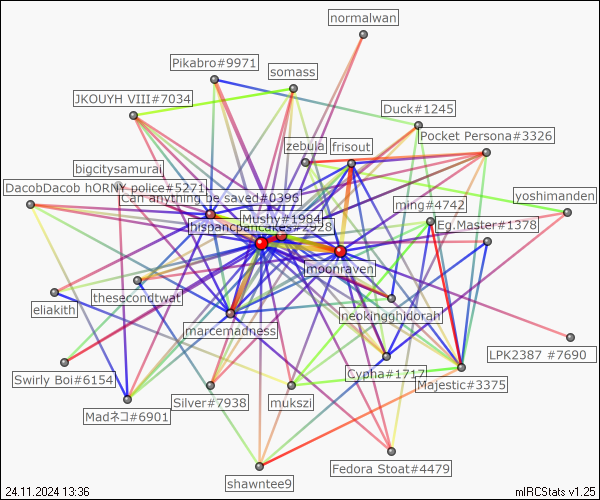 normalwan
Pikabro#9971
somass
JKOUYH VIII#7034
Duck#1245
Pocket Persona#3326
zebula
frisout
bigcitysamurai
DacobDacob hORNY police#5271
Can anything be saved#0396
yoshimanden
ming#4742
Mushy#1984
hispancpancakes#2928
Eg.Master#1378
moonraven
eliakith
thesecondtwat
neokingghidorah
marcemadness
LPK2387 #7690
Swirly Boi#6154
Cypha#1717
Majestic#3375
Silver#7938
mukszi
Madネコ#6901
Fedora Stoat#4479
shawntee9
24.11.2024 13:36
mIRCStats v1.25